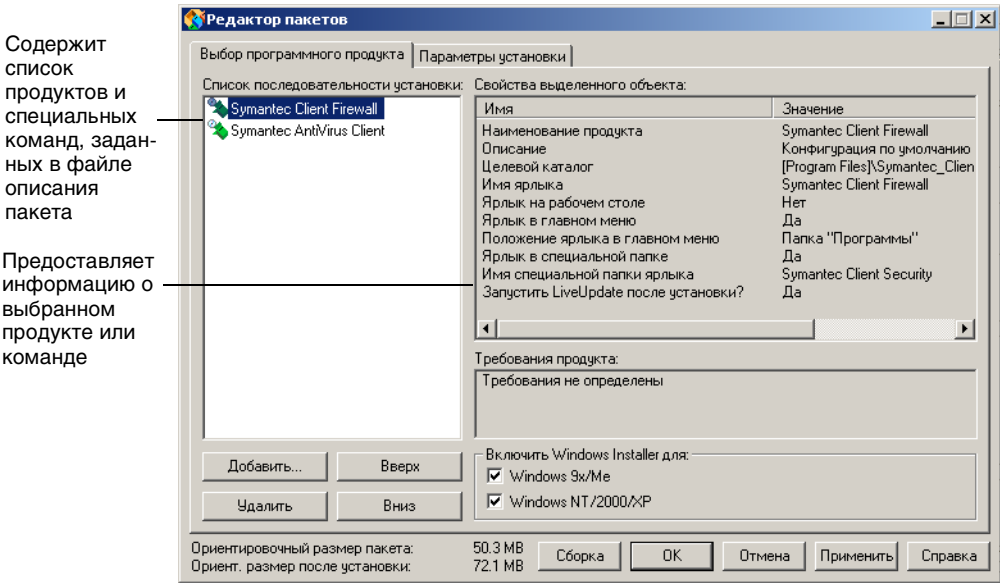 Содержит
список
продуктов и
специальных
команд, задан-
ных в файле
описания
пакета
Предоставляет
информацию о
выбранном
продукте или
команде
Редактор пакетов
Выбор программного продукта
Параметры установки
Список последовательности установки:
Symantec Client Firewall
Symantec AntiVirus Client
Свойства выделенного объекта:
Имя Значение
Наименование продукта Symantec Client Firewall
Описание Конфигурация по умолчанию
Целевой каталог [Program Files]\Symantec_Clien
Имя ярлыка Symantec Client Firewall
Ярлык на рабочем столе Нет
Ярлык в главном меню Да
Положение ярлыка в главном меню Папка "Программы"
Ярлык в специальной папке Да
Имя специальной папки ярлыка Symantec Client Security
Запустить LiveUpdate после установки? Да
Требования продукта:
Требования не определены
Добавить... Вверх
Удалить Вниз
Включить Windows Installer для:
Windows 9x/Me
Windows NT/2000/XP
Ориентировочный размер пакета: 50.3 MB
Ориент. размер после установки: 72.1 MB
Сборка OK Отмена Применить Справка